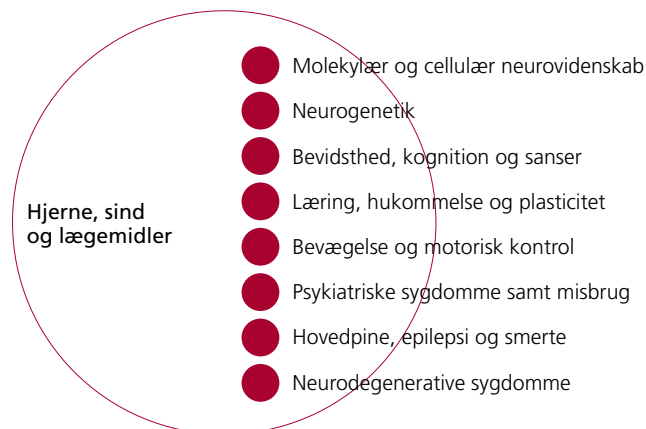 Hjerne, sind
og lægemidler
Molekylær og cellulær neurovidenskab
Neurogenetik
Bevidsthed, kognition og sanser
Læring, hukommelse og plasticitet
Bevægelse og motorisk kontrol
Psykiatriske sygdomme samt misbrug
Hovedpine, epilepsi og smerte
Neurodegenerative sygdomme